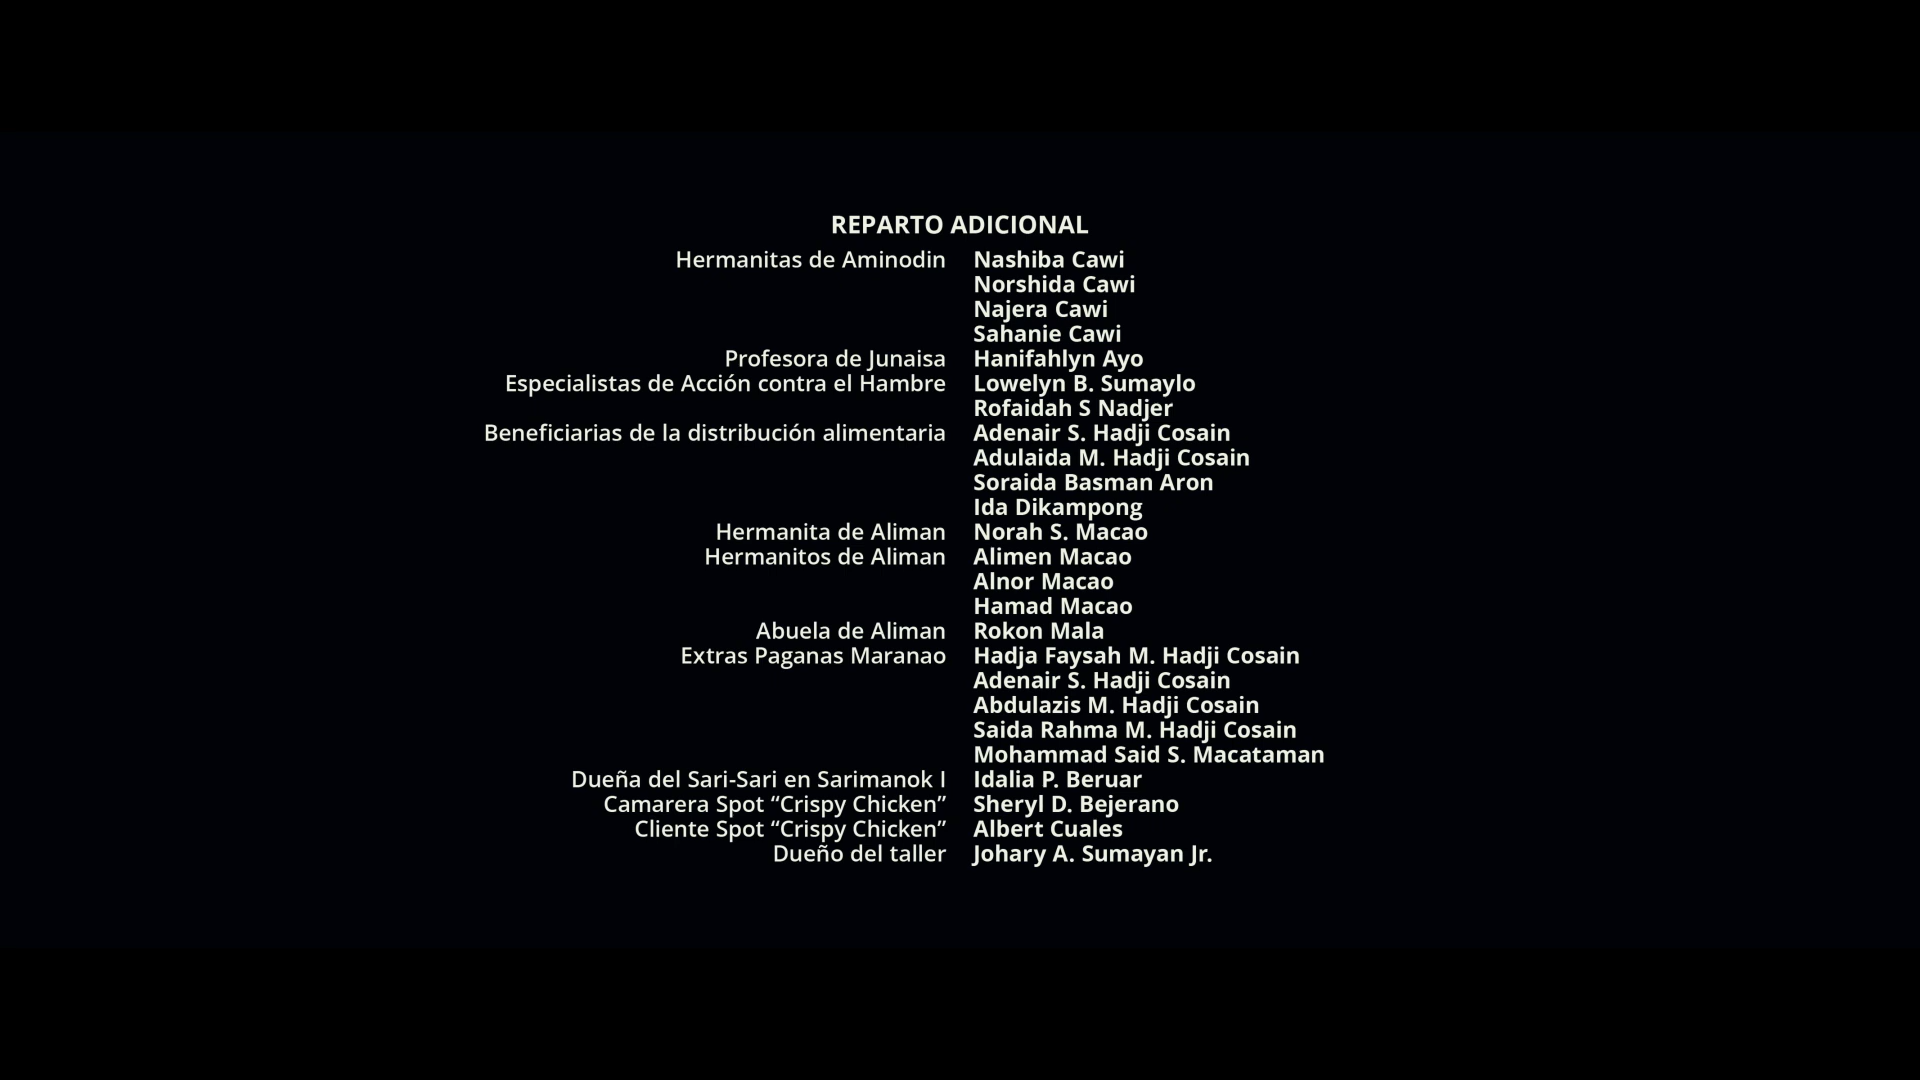 REPARTO ADICIONAL
Hermanitas de Aminodin Nashiba Cawi
Norshida Cawi
Najera Cawi
Sahanie Cawi
Profesora de Junaisa Hanifahlyn Ayo
Especialistas de Acción contra el Hambre Lowelyn B. Sumaylo
Rofaidah S Nadjer
Beneficiarias de la distribución alimentaria Adenair S. Hadji Cosain
Adulaida M. Hadji Cosain
Soraida Basman Aron
Ida Dikampong
Hermanita de Aliman Norah S. Macao
Hermanitos de Aliman Alimen Macao
Alnor Macao
Hamad Macao
Abuela de Aliman Rokon Mala
Extras Paganas Maranao Hadja Faysah M. Hadji Cosain
Adenair S. Hadji Cosain
Abdulazis M. Hadji Cosain
Saida Rahma M. Hadji Cosain
Mohammad Said S. Macataman
Dueña del Sari-Sari en Sarimanok I Idalia P. Beruar
Camarera Spot “Crispy Chicken” Sheryl D. Bejerano
Cliente Spot “Crispy Chicken” Albert Cuales
Dueño del taller Johary A. Sumayan Jr.